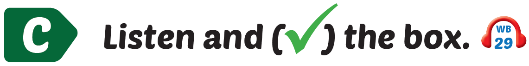 C Listen and (✓) the box. WB 29